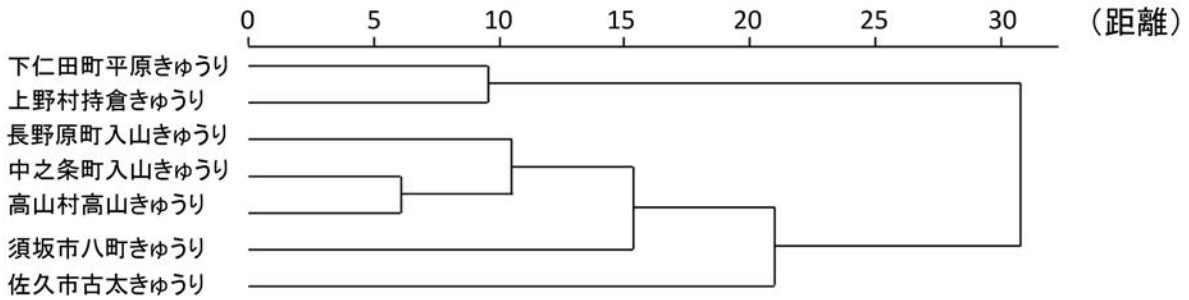 0 5 10 15 20 25 30 (距離)
下仁田町平原きゅうり
上野村持倉きゅうり
長野原町入山きゅうり
中之条町入山きゅうり
高山村高山きゅうり
須坂市八町きゅうり
佐久市古太きゅうり